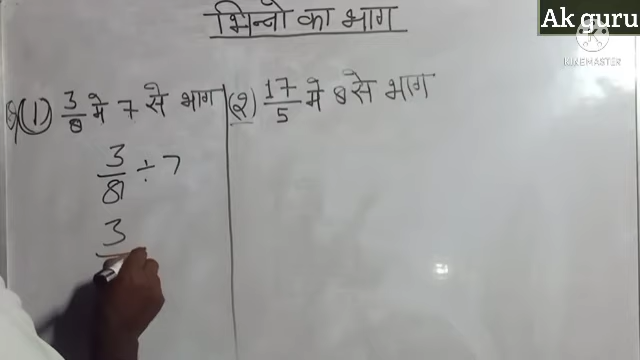 Ak guru
KINEMASTER
भिन्नो का भाग
Q(1) 3/8 मे 7 से भाग
(2) 17/5 मे 8 से भाग
3/8 ÷ 7
3